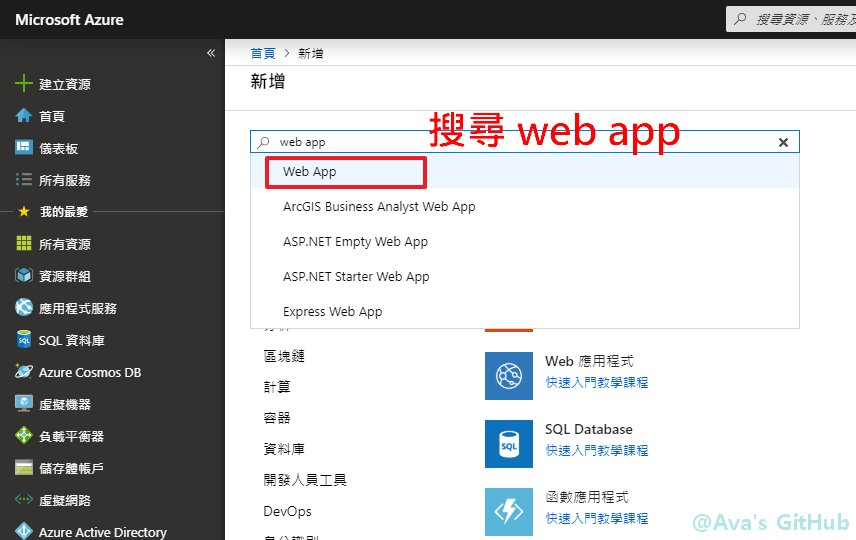 Microsoft Azure
搜尋資源、服務及
«
建立資源
首頁
儀表板
所有服務
我的最愛
所有資源
資源群組
應用程式服務
SQL 資料庫
Azure Cosmos DB
虛擬機器
負載平衡器
儲存體帳戶
虛擬網路
Azure Active Directory
首頁 > 新增
新增
搜尋 web app
web app
Web App
ArcGIS Business Analyst Web App
ASP.NET Empty Web App
ASP.NET Starter Web App
Express Web App
區塊鏈
計算
容器
資料庫
開發人員工具
DevOps
身分識別
Web 應用程式
快速入門教學課程
SQL
SQL Database
快速入門教學課程
函數應用程式
快速入門教學課程
@Ava's GitHub